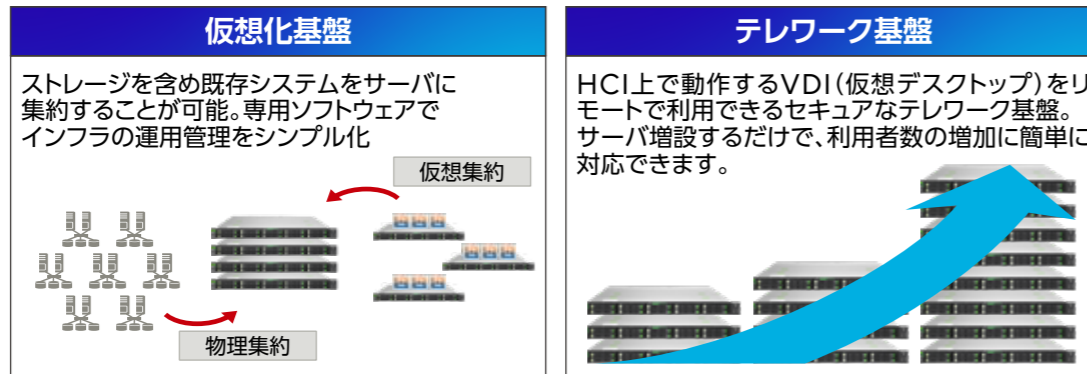 仮想化基盤
ストレージを含め既存システムをサーバに
集約することが可能。専用ソフトウェアで
インフラの運用管理をシンプル化
仮想集約
物理集約
テレワーク基盤
HCI上で動作するVDI(仮想デスクトップ)をリ
モートで利用できるセキュアなテレワーク基盤。
サーバ増設するだけで、利用者数の増加に簡単に
対応できます。